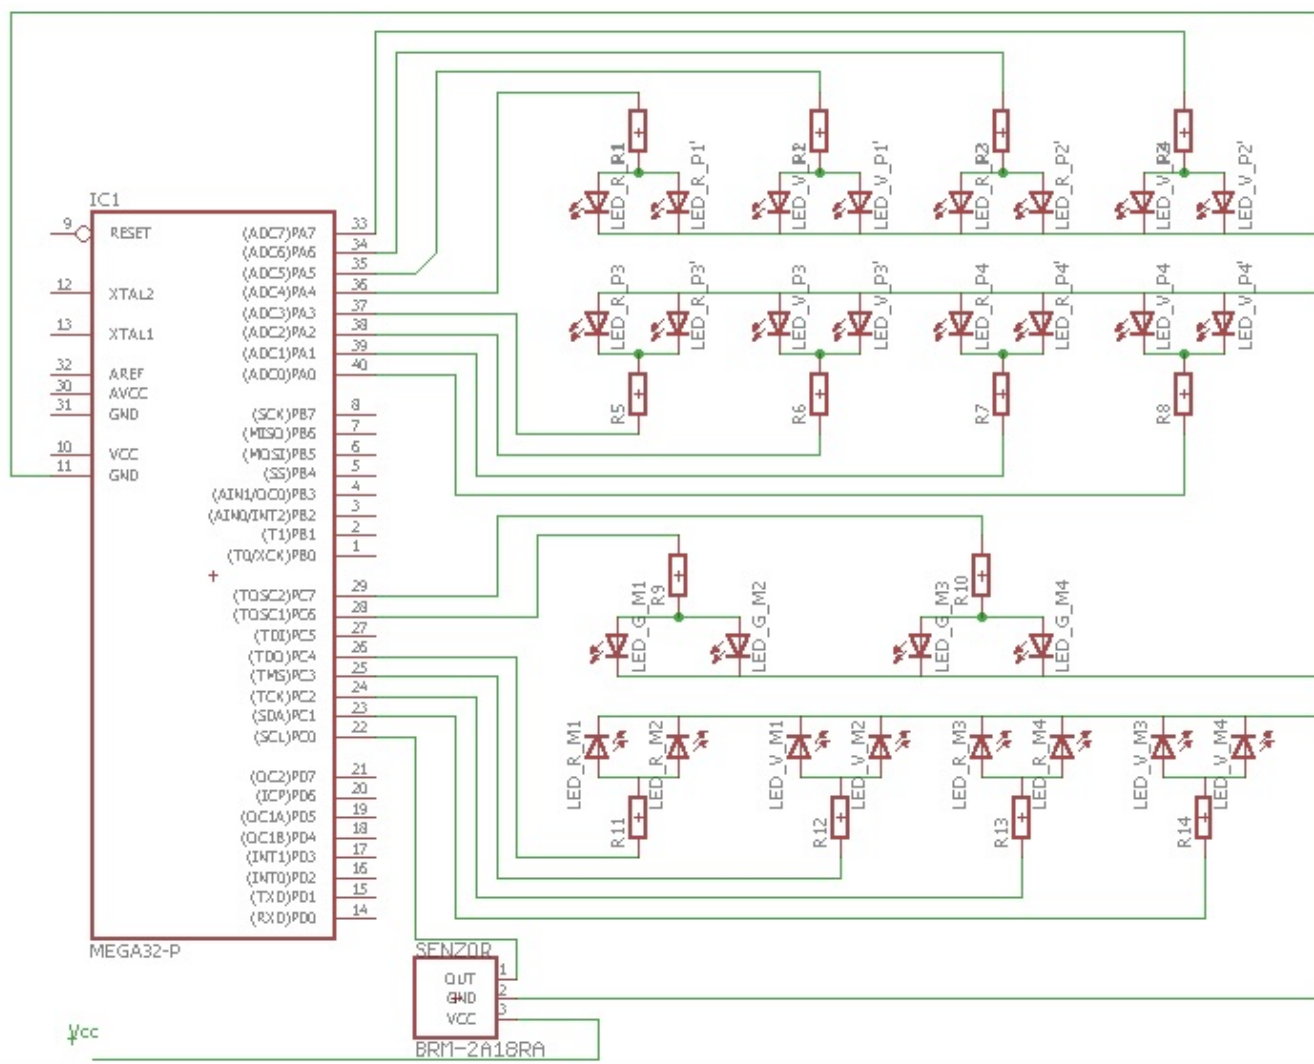 IC1
9 RESET (ADC7)PA7 33
(ADC6)PA6 34
(ADC5)PA5 35
12 XTAL2 (ADC4)PA4 36
(ADC3)PA3 37
13 XTAL1 (ADC2)PA2 38
(ADC1)PA1 39
32 AREF (ADC0)PA0 40
30 AVCC
31 GND (SCK)PB7 8
(MISO)PB6 7
10 VCC (MOSI)PB5 6
11 GND (SS)PB4 5
(AIN1/OC0)PB3 4
(AIN0/INT2)PB2 3
(T1)PB1 2
(T0/XCK)PB0 1
(TOSC2)PC7 29
(TOSC1)PC6 28
(TDI)PC5 27
(TDO)PC4 26
(TMS)PC3 25
(TCK)PC2 24
(SDA)PC1 23
(SCL)PC0 22
(OC2)PD7 21
(ICP)PD6 20
(OC1A)PD5 19
(OC1B)PD4 18
(INT1)PD3 17
(INT0)PD2 16
(TXD)PD1 15
(RXD)PD0 14
MEGA32-P
R1
LED_R_P1'
R2
LED_V_P1'
R3
LED_R_P2'
LED_V_P2'
LED_R_P3
LED_R_P3'
LED_V_P3
LED_V_P3'
LED_R_P4
LED_R_P4'
LED_V_P4
LED_V_P4'
R5
R6
R7
R8
LED_G_M1
R9
LED_G_M2
LED_G_M3
R10
LED_G_M4
LED_R_M1
LED_R_M2
LED_V_M1
LED_V_M2
LED_R_M3
LED_R_M4
LED_V_M3
LED_V_M4
R11
R12
R13
R14
SENZOR
OUT 1
GND 2
VCC 3
BRM-2A18RA
Vcc